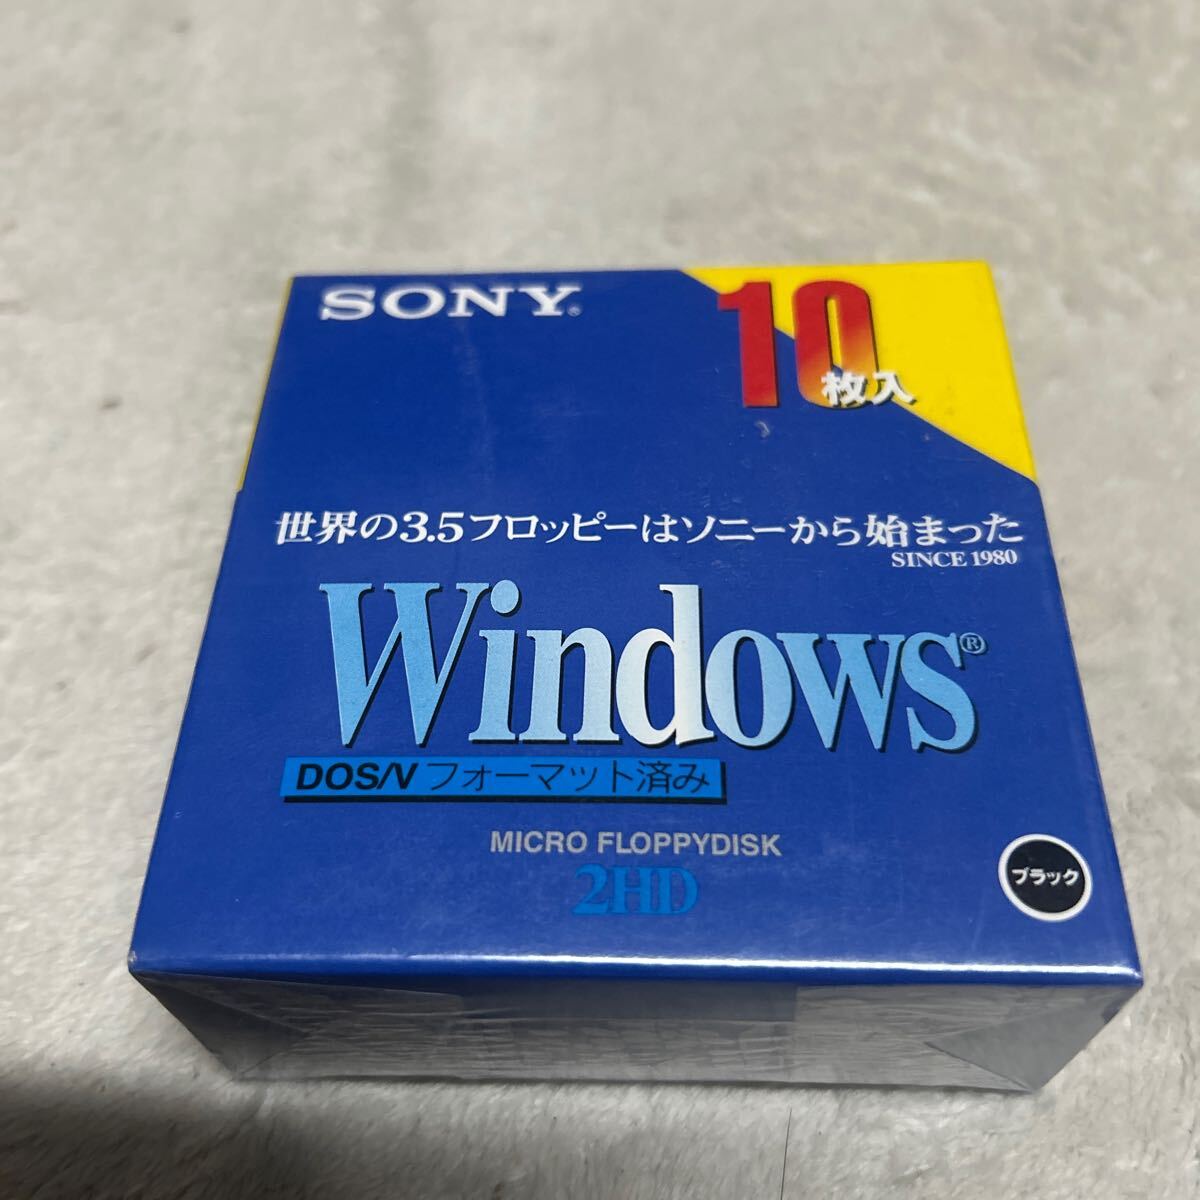 SONY®
10枚入
世界の3.5フロッピーはソニーから始まった
SINCE 1980
Windows®
DOS/V フォーマット済み
MICRO FLOPPYDISK
2HD
ブラック